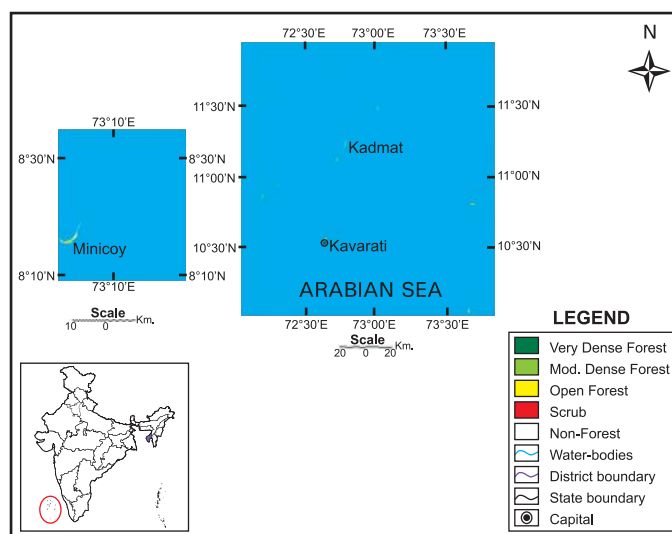 N
72°30'E 73°00'E 73°30'E
73°10'E
11°30'N 11°30'N
8°30'N 8°30'N
Kadmat
11°00'N 11°00'N
Minicoy
Kavarati
10°30'N 10°30'N
8°10'N 8°10'N
73°10'E
ARABIAN SEA
72°30'E 73°00'E 73°30'E
Scale
10 0 Km.
Scale
20 0 20 Km.
LEGEND
Very Dense Forest
Mod. Dense Forest
Open Forest
Scrub
Non-Forest
Water-bodies
District boundary
State boundary
Capital